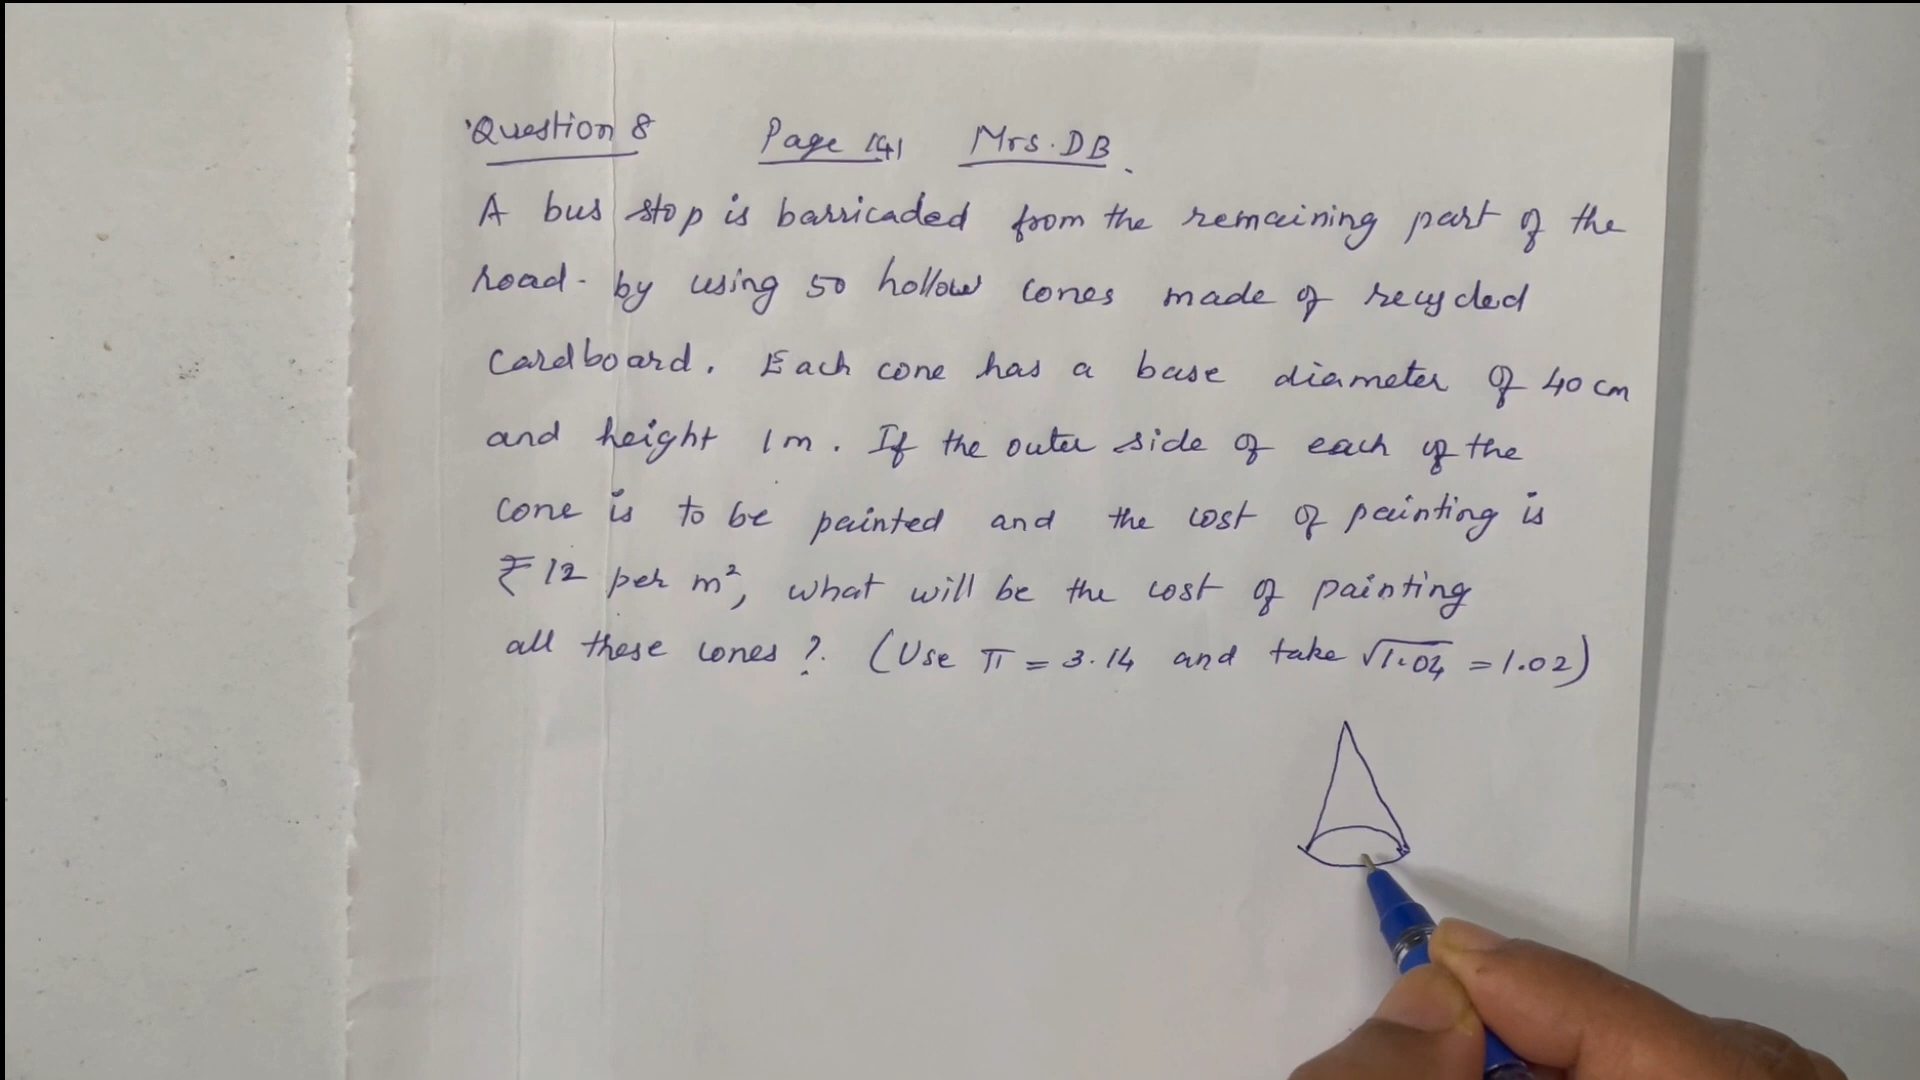 Question 8 Page 141 Mrs. DB.
A bus stop is barricaded from the remaining part of the
road - by using 50 hollow cones made of recycled
cardboard. Each cone has a base diameter of 40 cm
and height 1 m. If the outer side of each of the
cone is to be painted and the cost of painting is
₹ 12 per m², what will be the cost of painting
all these cones ?. (Use π = 3.14 and take √1.04 = 1.02)